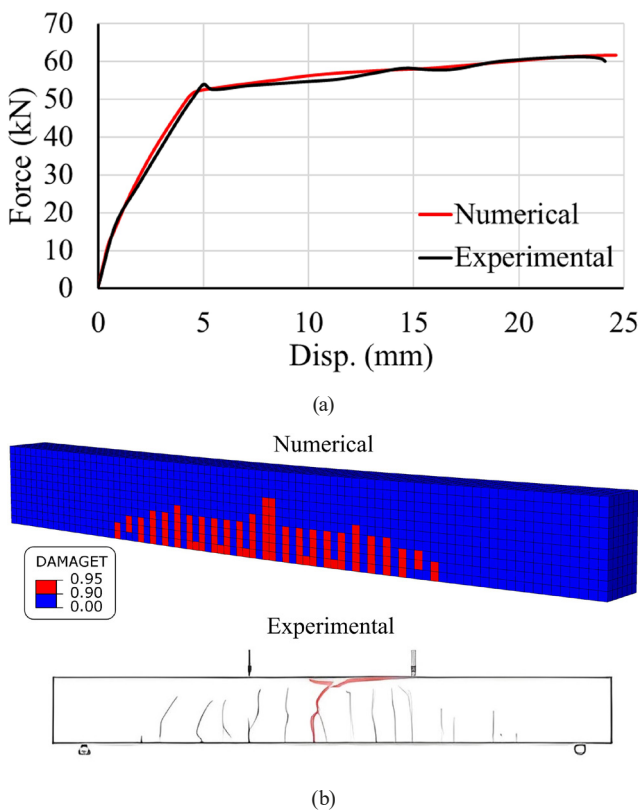 70
60
50
40
30
20
10
0
Force (kN)
Numerical
Experimental
0 5 10 15 20 25
Disp. (mm)
(a)
Numerical
DAMAGET
0.95
0.90
0.00
Experimental
(b)